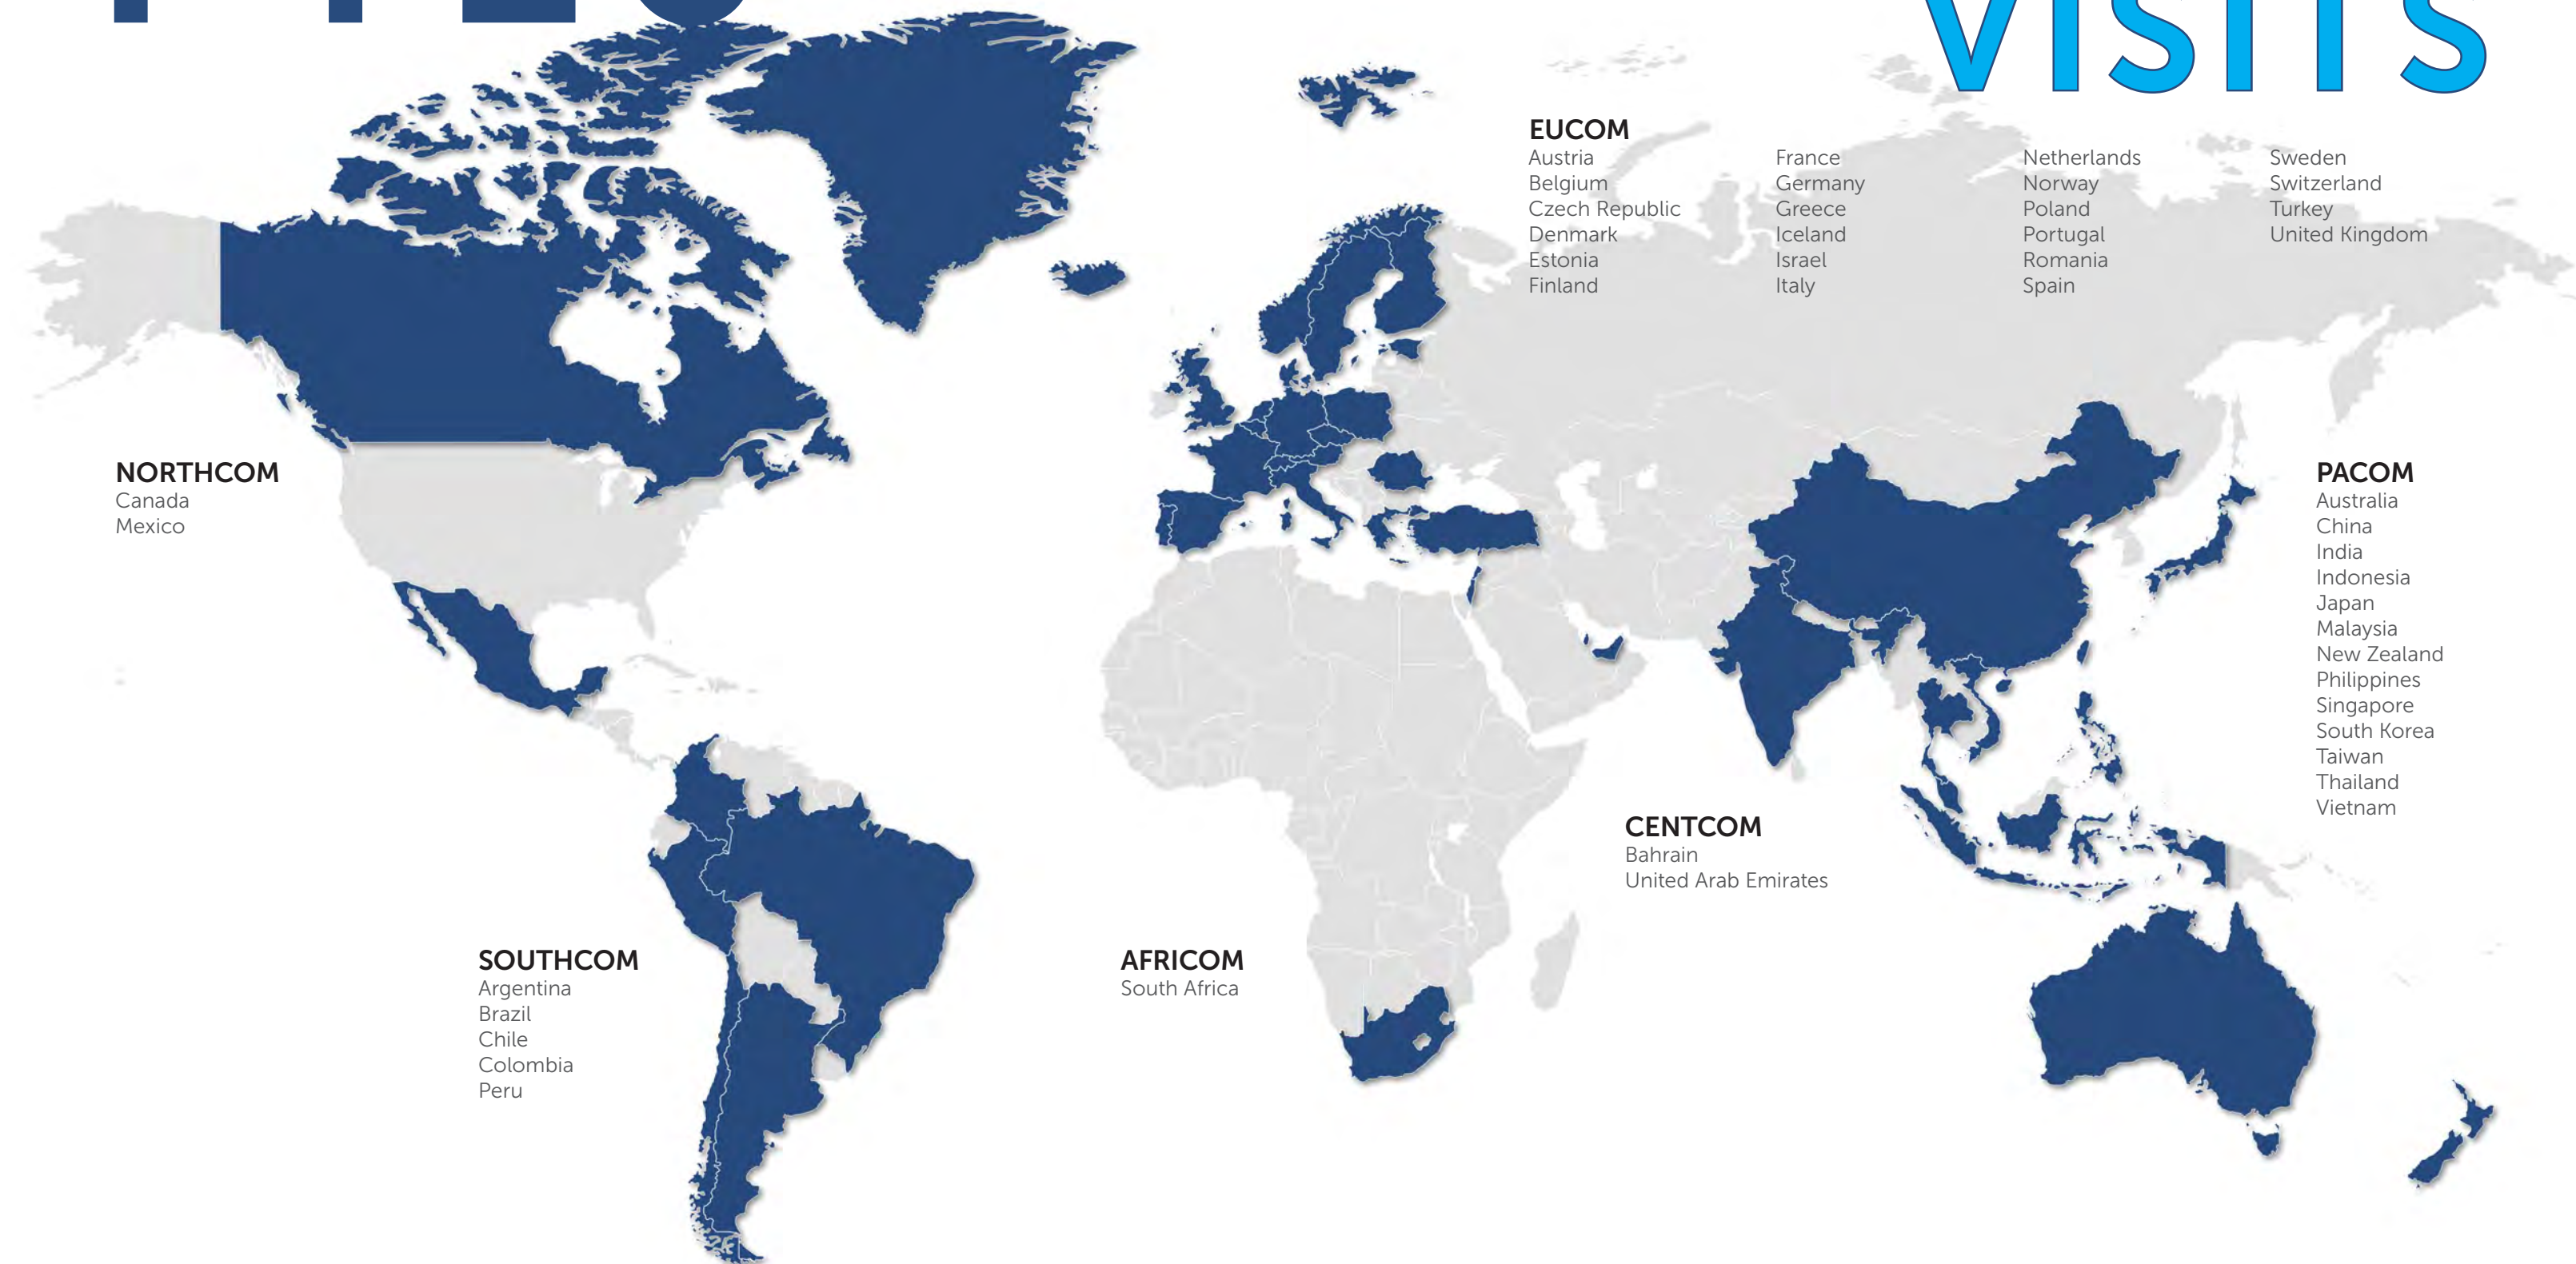 VISITS
EUCOM
Austria
Belgium
Czech Republic
Denmark
Estonia
Finland
France
Germany
Greece
Iceland
Israel
Italy
Netherlands
Norway
Poland
Portugal
Romania
Spain
Sweden
Switzerland
Turkey
United Kingdom
NORTHCOM
Canada
Mexico
PACOM
Australia
China
India
Indonesia
Japan
Malaysia
New Zealand
Philippines
Singapore
South Korea
Taiwan
Thailand
Vietnam
CENTCOM
Bahrain
United Arab Emirates
SOUTHCOM
Argentina
Brazil
Chile
Colombia
Peru
AFRICOM
South Africa